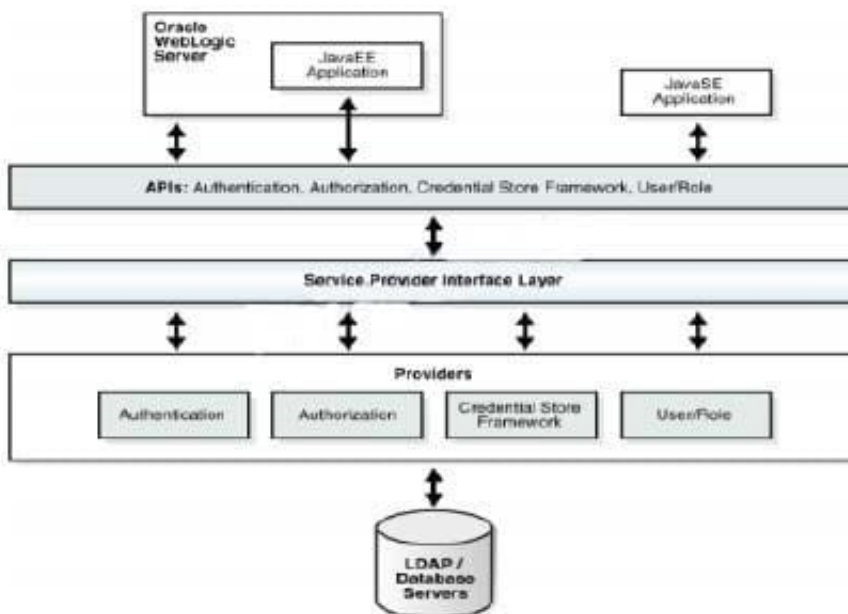 Oracle
WebLogic
Server
JavaEE
Application
JavaSE
Application
APIs: Authentication, Authorization, Credential Store Framework, User/Role
Service Provider Interface Layer
Providers
Authentication
Authorization
Credential Store
Framework
User/Role
LDAP /
Database
Servers